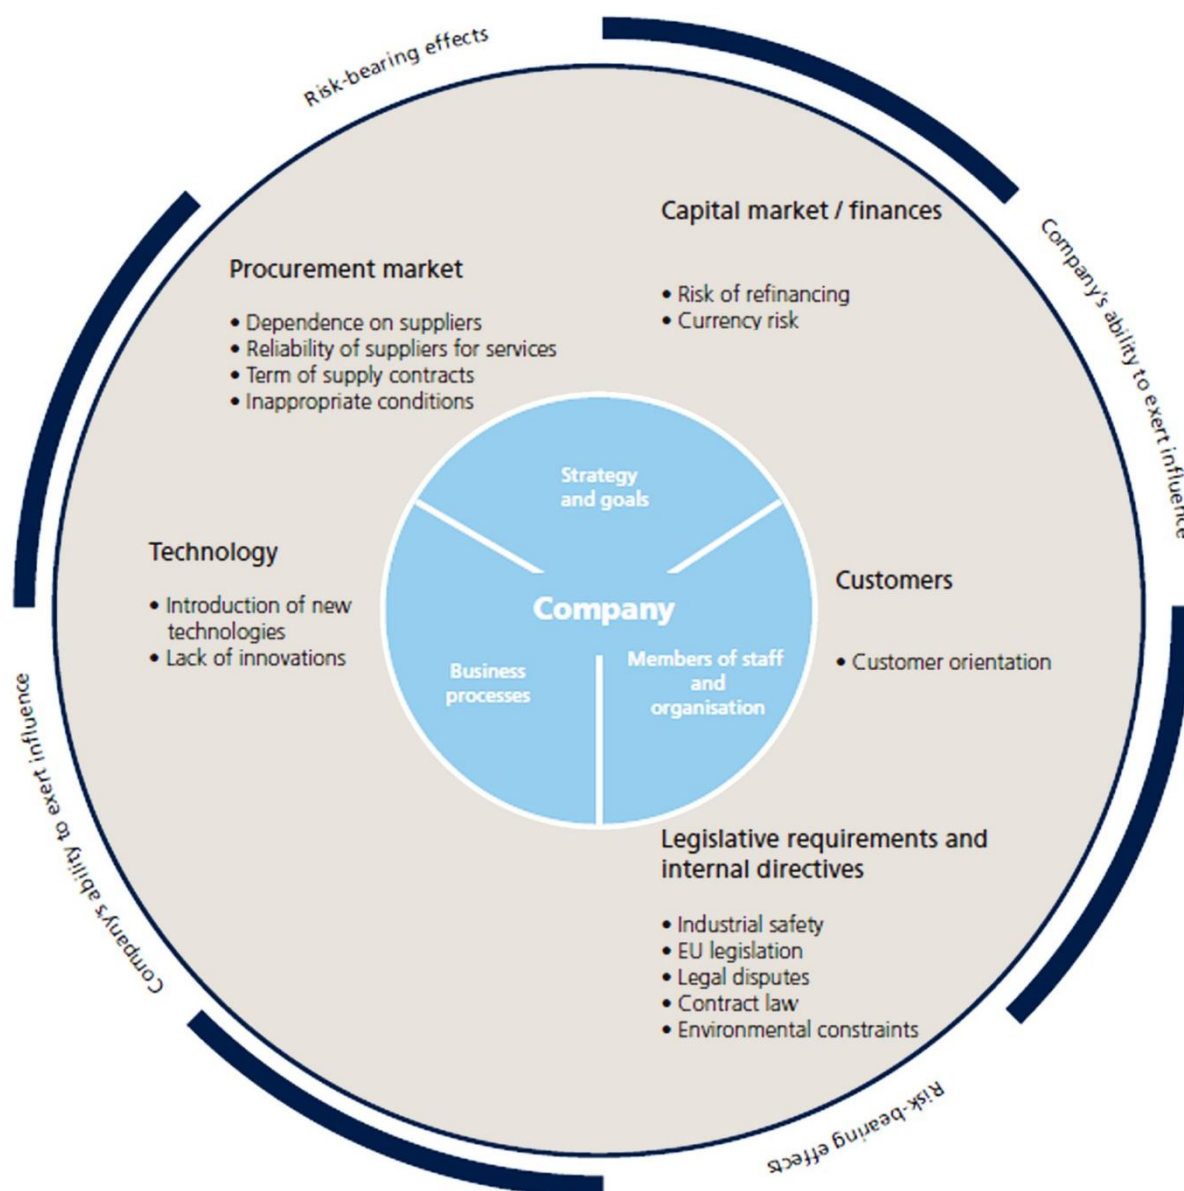 Risk-bearing effects
Company's ability to exert influence
Capital market / finances
• Risk of refinancing
• Currency risk
Procurement market
• Dependence on suppliers
• Reliability of suppliers for services
• Term of supply contracts
• Inappropriate conditions
Strategy
and goals
Technology
• Introduction of new
technologies
• Lack of innovations
Company
Business
processes
Members of staff
and
organisation
Customers
• Customer orientation
Legislative requirements and
internal directives
• Industrial safety
• EU legislation
• Legal disputes
• Contract law
• Environmental constraints
Risk-bearing effects
Company's ability to exert influence